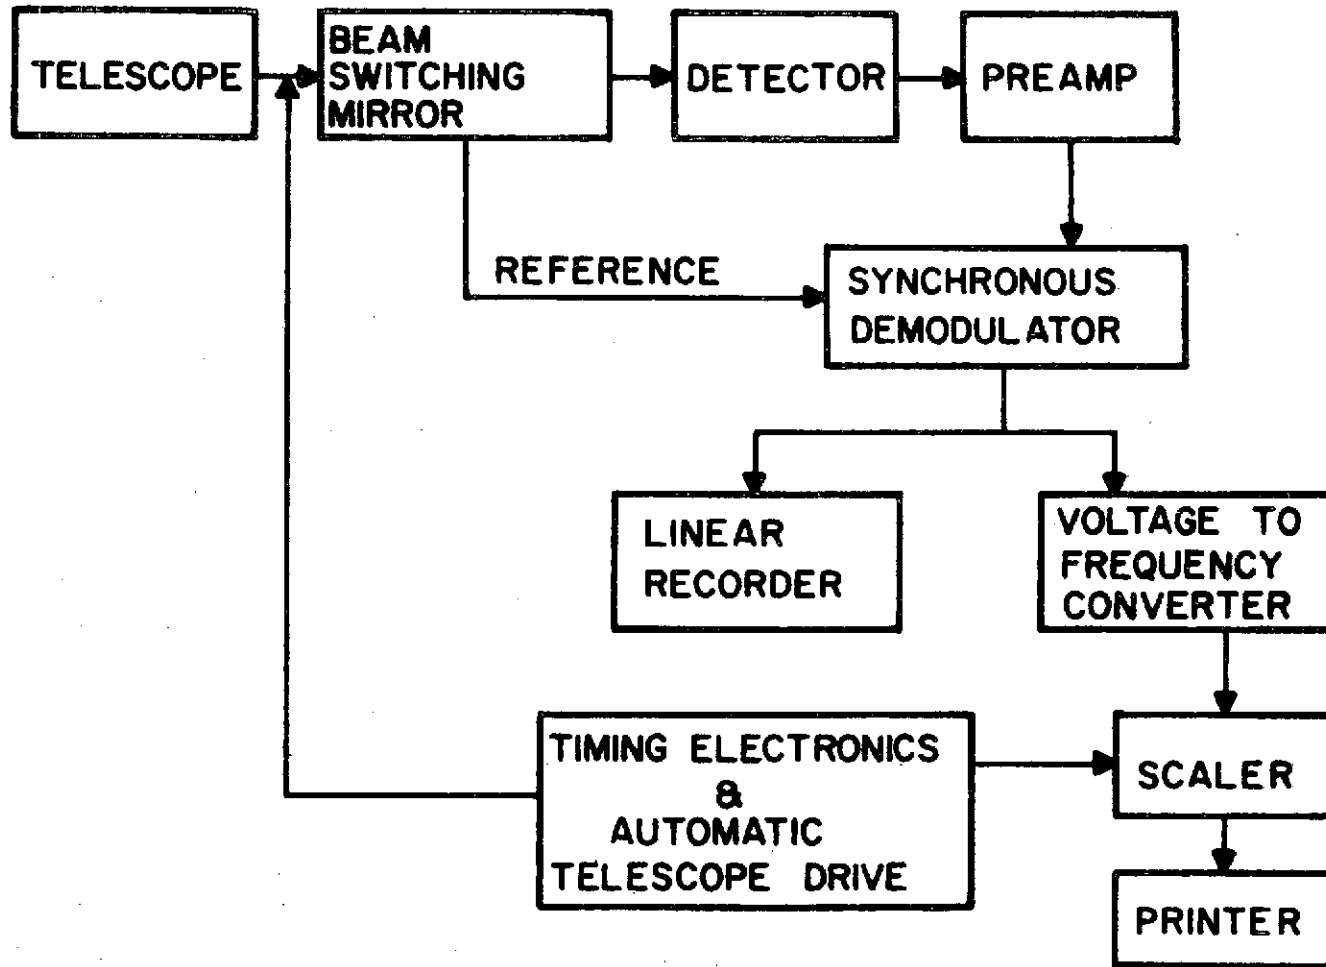 TELESCOPE
BEAM
SWITCHING
MIRROR
DETECTOR
PREAMP
REFERENCE
SYNCHRONOUS
DEMODULATOR
LINEAR
RECORDER
VOLTAGE TO
FREQUENCY
CONVERTER
TIMING ELECTRONICS
&
AUTOMATIC
TELESCOPE DRIVE
SCALER
PRINTER